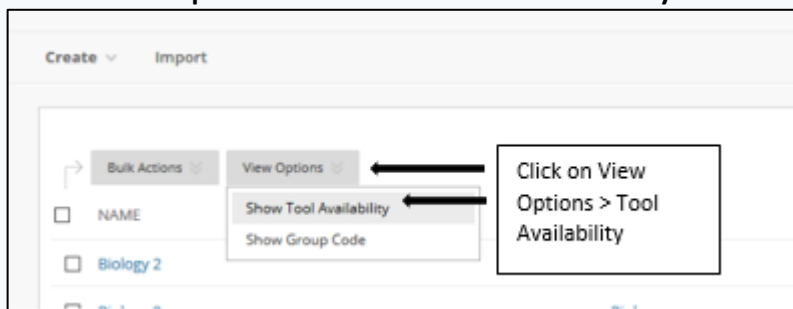 Create Import
Bulk Actions View Options
NAME
Show Tool Availability
Show Group Code
Biology 2
Click on View
Options > Tool
Availability